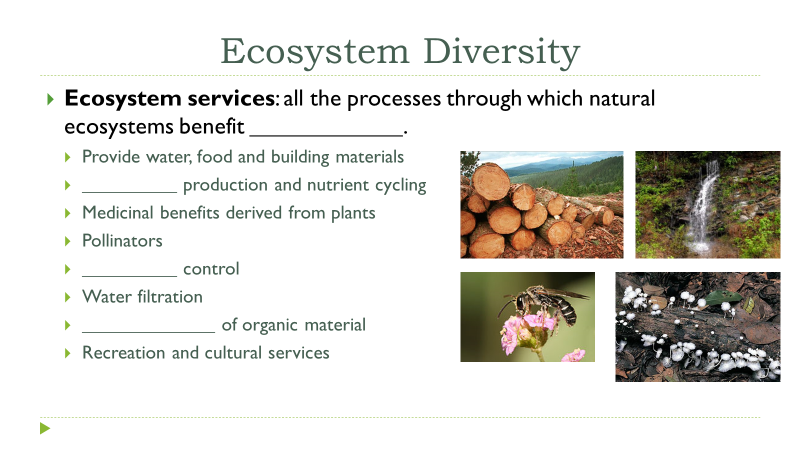 Ecosystem Diversity
Ecosystem services: all the processes through which natural
ecosystems benefit _____________.
Provide water, food and building materials
__________ production and nutrient cycling
Medicinal benefits derived from plants
Pollinators
__________ control
Water filtration
______________ of organic material
Recreation and cultural services